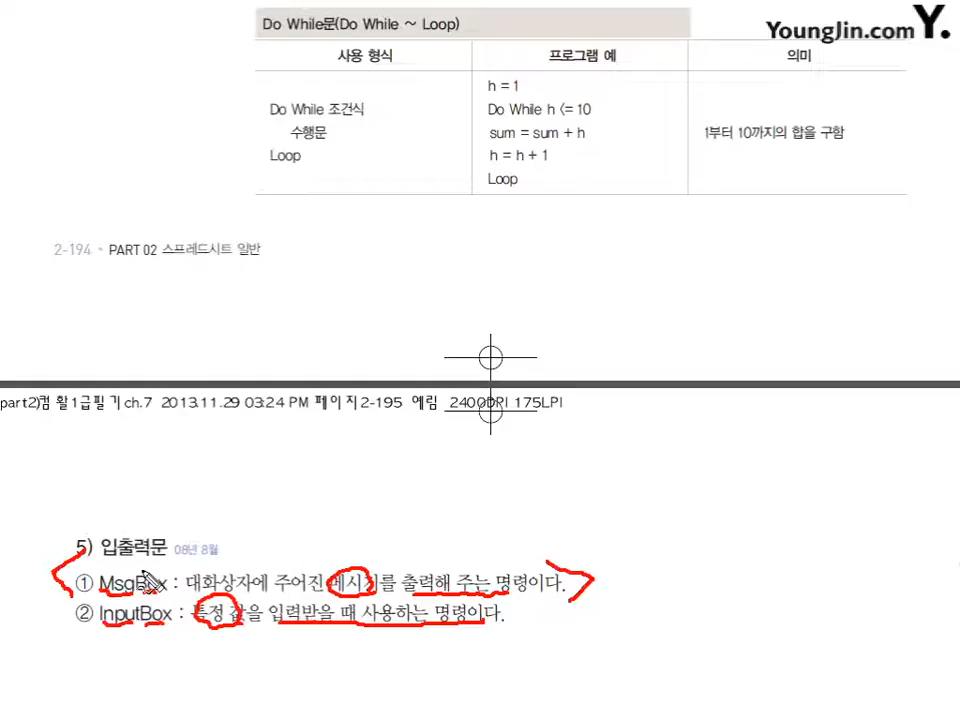 Do While문(Do While ~ Loop)
YoungJin.com Y.
사용 형식 프로그램 예 의미
h = 1
Do While 조건식 Do While h <= 10
수행문 sum = sum + h 1부터 10까지의 합을 구함
Loop h = h + 1
Loop
2-194 • PART 02 스프레드시트 일반
part2)컴활1급필기ch.7 2013.11.29 03:24 PM 페이지2-195 예림 2400DPI 175LPI
5) 입출력문 08년 8월
① MsgBox : 대화상자에 주어진 메시지를 출력해 주는 명령이다.
② InputBox : 특정 값을 입력받을 때 사용하는 명령이다.